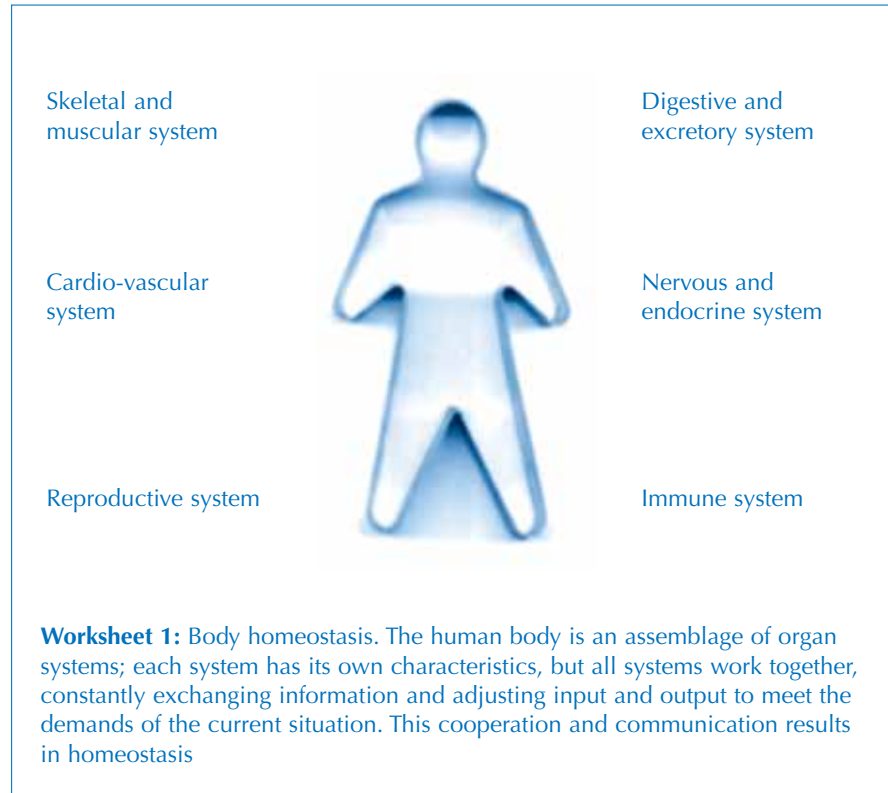 Skeletal and
muscular system
Digestive and
excretory system
Cardio-vascular
system
Nervous and
endocrine system
Reproductive system
Immune system
Worksheet 1: Body homeostasis. The human body is an assemblage of organ
systems; each system has its own characteristics, but all systems work together,
constantly exchanging information and adjusting input and output to meet the
demands of the current situation. This cooperation and communication results
in homeostasis